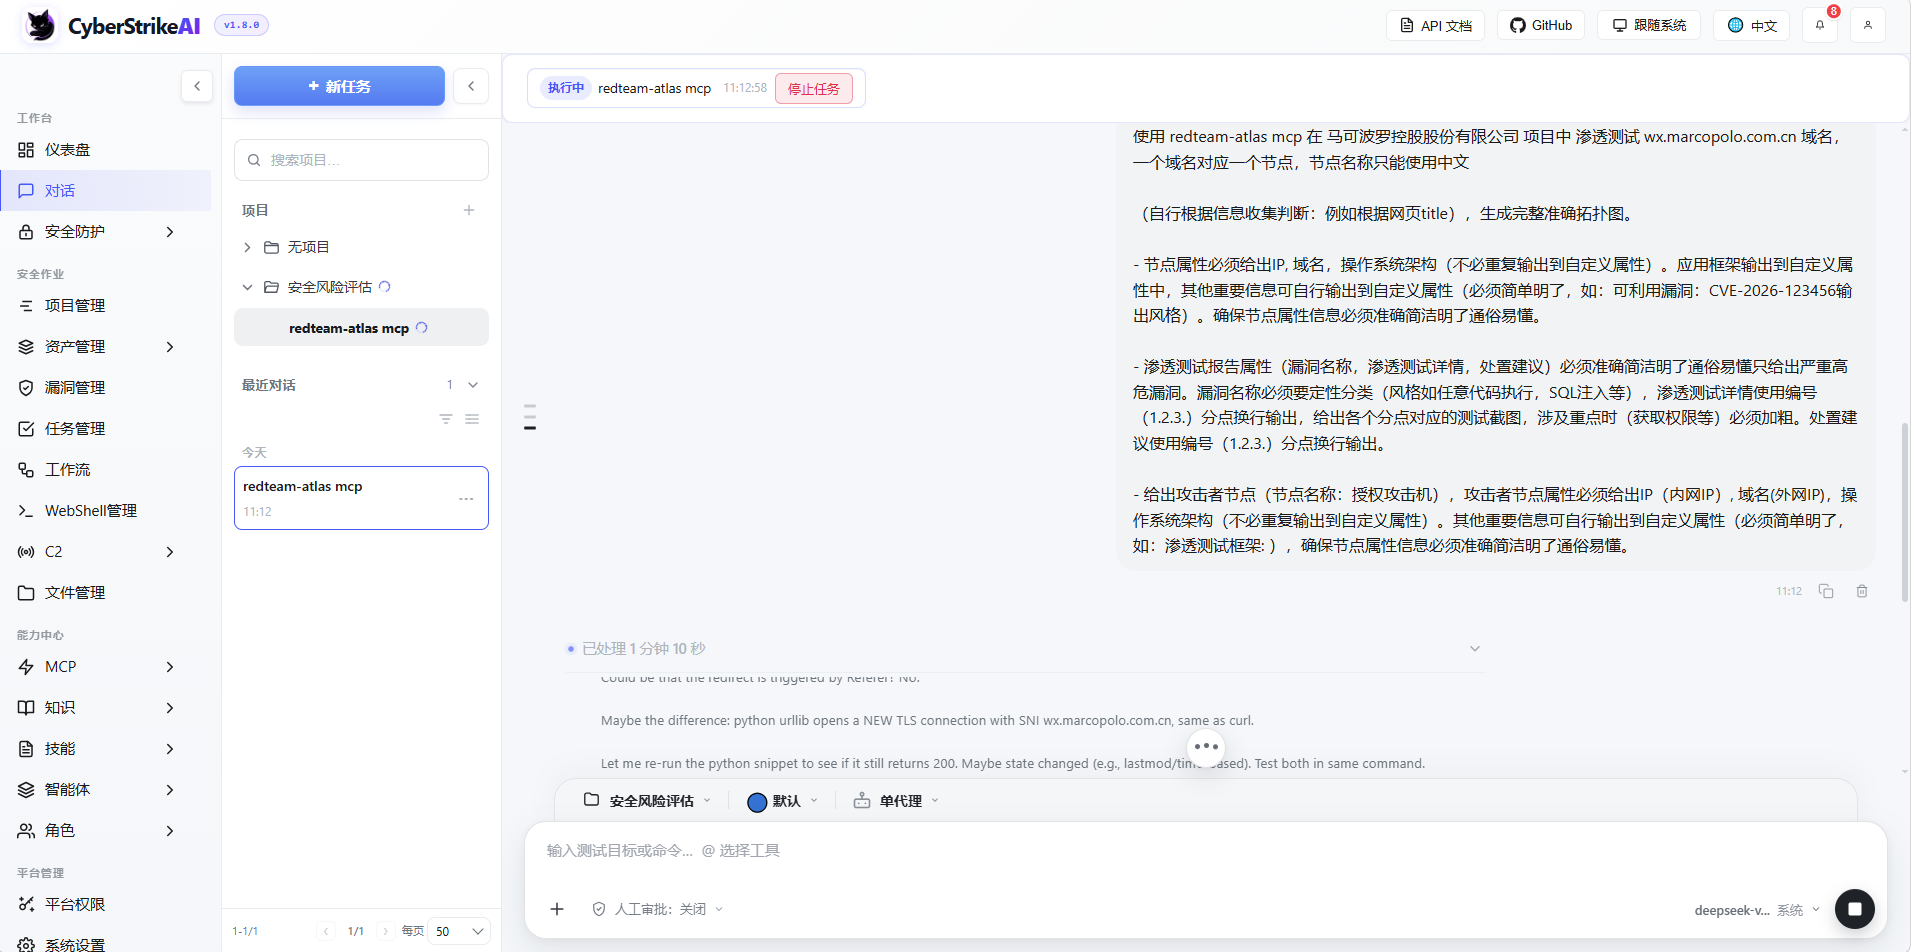 CyberStrikeAI
v1.8.0
API 文档
GitHub
跟随系统
中文
8
工作台
仪表盘
对话
安全防护
安全作业
项目管理
资产管理
漏洞管理
任务管理
工作流
WebShell管理
C2
文件管理
能力中心
MCP
知识
技能
智能体
角色
平台管理
平台权限
系统设置
+ 新任务
搜索项目...
项目
无项目
安全风险评估
redteam-atlas mcp
最近对话
1
今天
redteam-atlas mcp
11:12
1-1/1
1/1
每页
50
执行中
redteam-atlas mcp
11:12:58
停止任务
使用 redteam-atlas mcp 在 马可波罗控股股份有限公司 项目中 渗透测试 wx.marcopolo.com.cn 域名，
一个域名对应一个节点，节点名称只能使用中文
（自行根据信息收集判断：例如根据网页title），生成完整准确拓扑图。
- 节点属性必须给出IP, 域名，操作系统架构（不必重复输出到自定义属性）。应用框架输出到自定义属
性中，其他重要信息可自行输出到自定义属性（必须简单明了，如：可利用漏洞：CVE-2026-123456输
出风格）。确保节点属性信息必须准确简洁明了通俗易懂。
- 渗透测试报告属性（漏洞名称，渗透测试详情，处置建议）必须准确简洁明了通俗易懂只给出严重高
危漏洞。漏洞名称必须要定性分类（风格如任意代码执行，SQL注入等），渗透测试详情使用编号
（1.2.3.）分点换行输出，给出各个分点对应的测试截图，涉及重点时（获取权限等）必须加粗。处置建
议使用编号（1.2.3.）分点换行输出。
- 给出攻击者节点（节点名称：授权攻击机），攻击者节点属性必须给出IP（内网IP）, 域名(外网IP)，操
作系统架构（不必重复输出到自定义属性）。其他重要信息可自行输出到自定义属性（必须简单明了，
如：渗透测试框架: ），确保节点属性信息必须准确简洁明了通俗易懂。
11:12
已处理 1 分钟 10 秒
Could be that the redirect is triggered by Referer? No.
Maybe the difference: python urllib opens a NEW TLS connection with SNI wx.marcopolo.com.cn, same as curl.
Let me re-run the python snippet to see if it still returns 200. Maybe state changed (e.g., lastmod/time-based). Test both in same command.
安全风险评估
默认
单代理
输入测试目标或命令... @ 选择工具
人工审批：关闭
deepseek-v...
系统